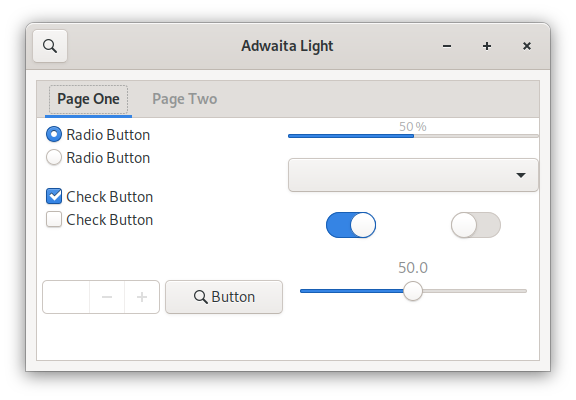 Adwaita Light
Page One
Page Two
Radio Button
50 %
Radio Button
Check Button
Check Button
50.0
Button